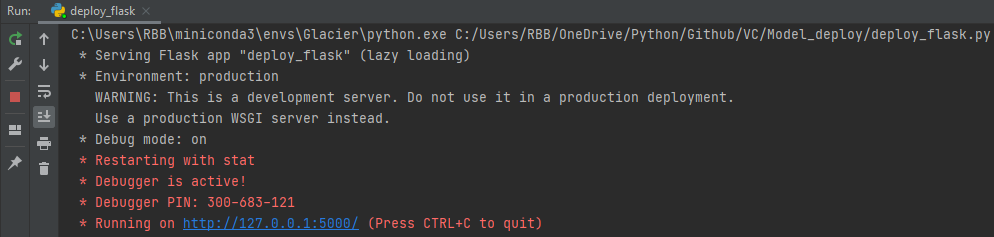 Run: deploy_flask
C:\Users\RBB\miniconda3\envs\Glacier\python.exe C:/Users/RBB/OneDrive/Python/Github/VC/Model_deploy/deploy_flask.py
* Serving Flask app "deploy_flask" (lazy loading)
* Environment: production
WARNING: This is a development server. Do not use it in a production deployment.
Use a production WSGI server instead.
* Debug mode: on
* Restarting with stat
* Debugger is active!
* Debugger PIN: 300-683-121
* Running on http://127.0.0.1:5000/ (Press CTRL+C to quit)